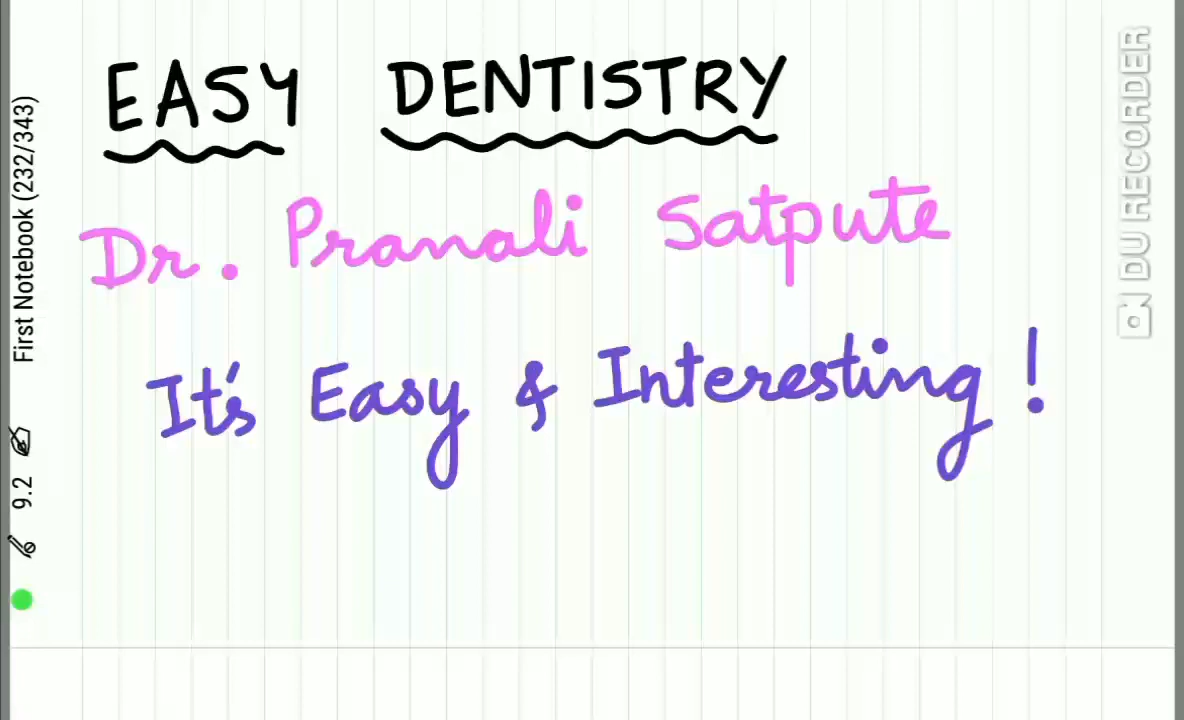 EASY DENTISTRY
Dr. Pranali Satpute
It's Easy & Interesting!
First Notebook (232/343)
9.2
DU RECORDER